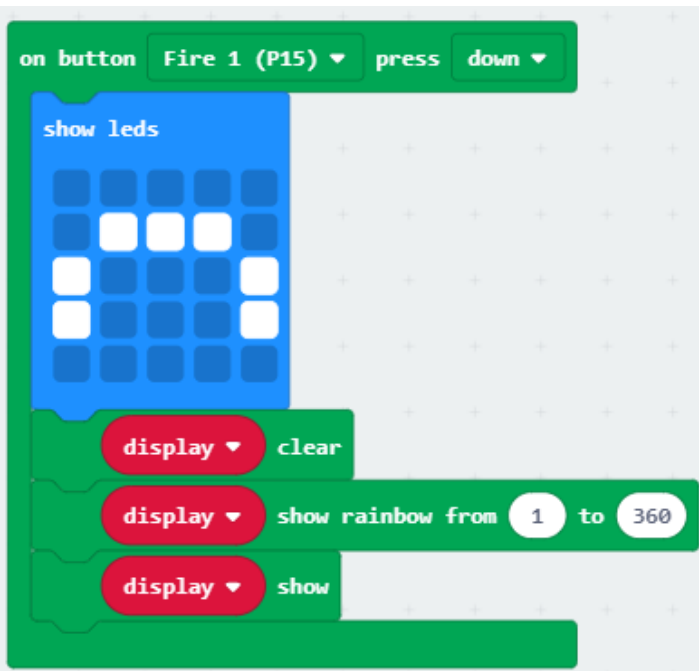 on button Fire 1 (P15) press down
show leds
display clear
display show rainbow from 1 to 360
display show